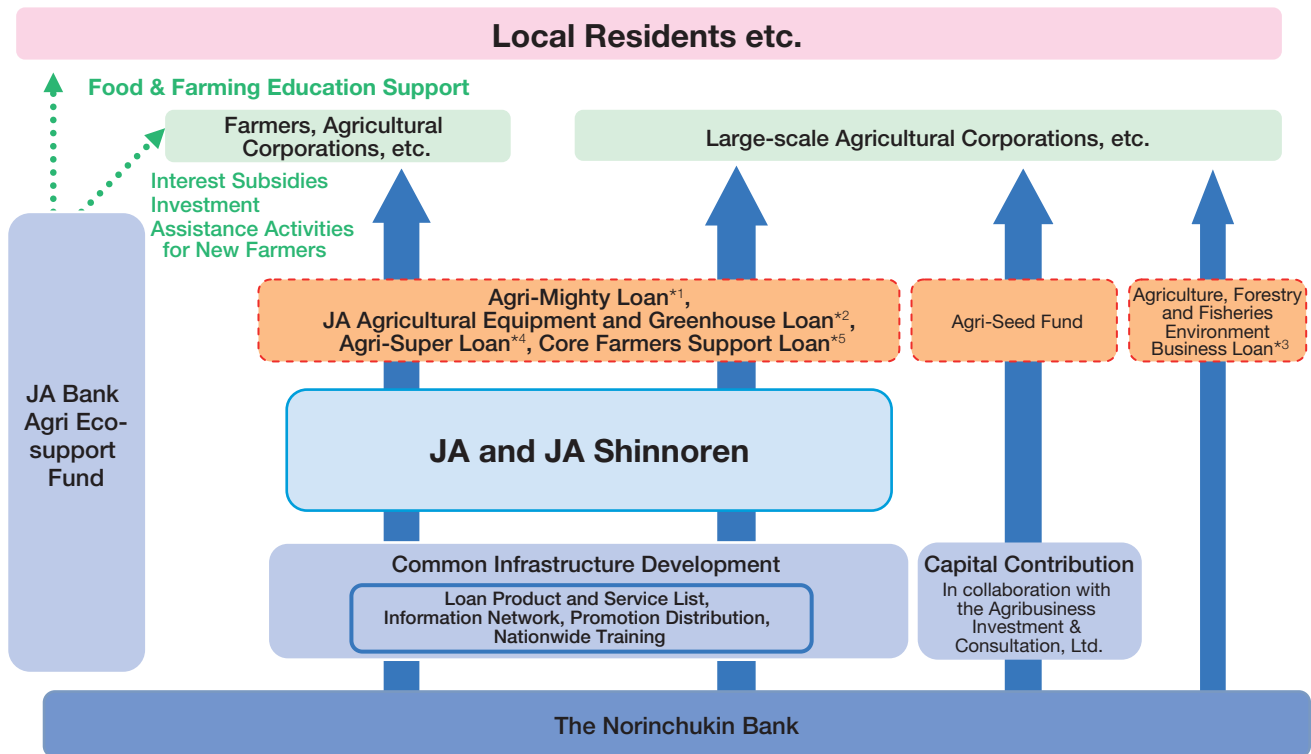 Local Residents etc.
Food & Farming Education Support
Farmers, Agricultural
Corporations, etc.
Large-scale Agricultural Corporations, etc.
Interest Subsidies
Investment
Assistance Activities
for New Farmers
JA Bank
Agri Eco-
support
Fund
Agri-Mighty Loan*1,
JA Agricultural Equipment and Greenhouse Loan*2,
Agri-Super Loan*4, Core Farmers Support Loan*5
Agri-Seed Fund
Agriculture, Forestry
and Fisheries
Environment
Business Loan*3
JA and JA Shinnoren
Common Infrastructure Development
Loan Product and Service List,
Information Network, Promotion Distribution,
Nationwide Training
Capital Contribution
In collaboration with
the Agribusiness
Investment &
Consultation, Ltd.
The Norinchukin Bank